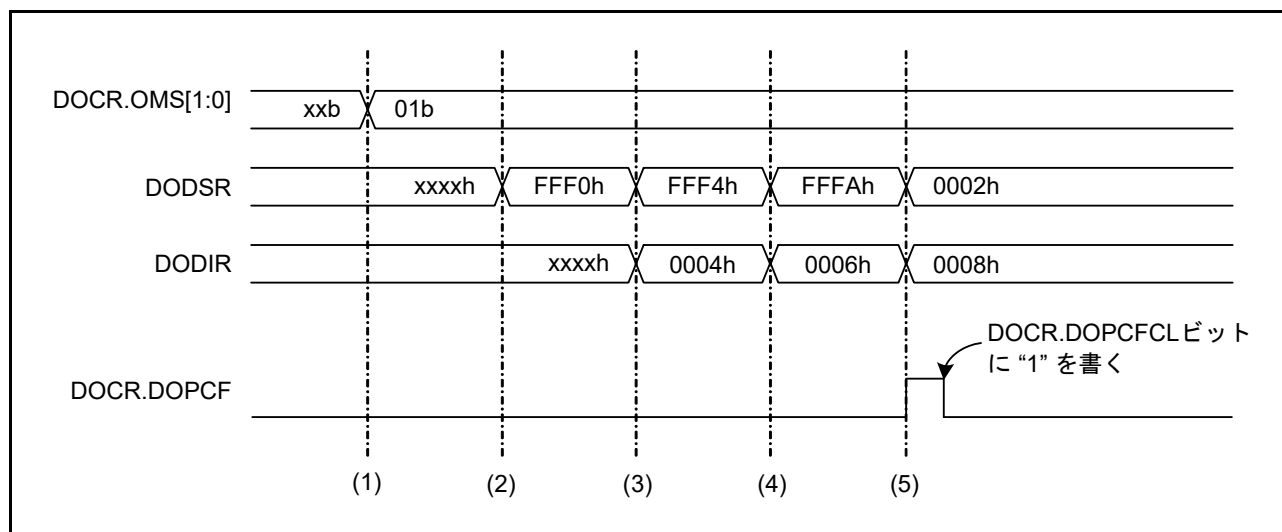 DOCR.OMS[1:0] xxb 01b
DODSR xxxxh FFF0h FFF4h FFFAh 0002h
DODIR xxxxh 0004h 0006h 0008h
DOCR.DOPCFCLビット
に “1” を書く
DOCR.DOPCF
(1) (2) (3) (4) (5)